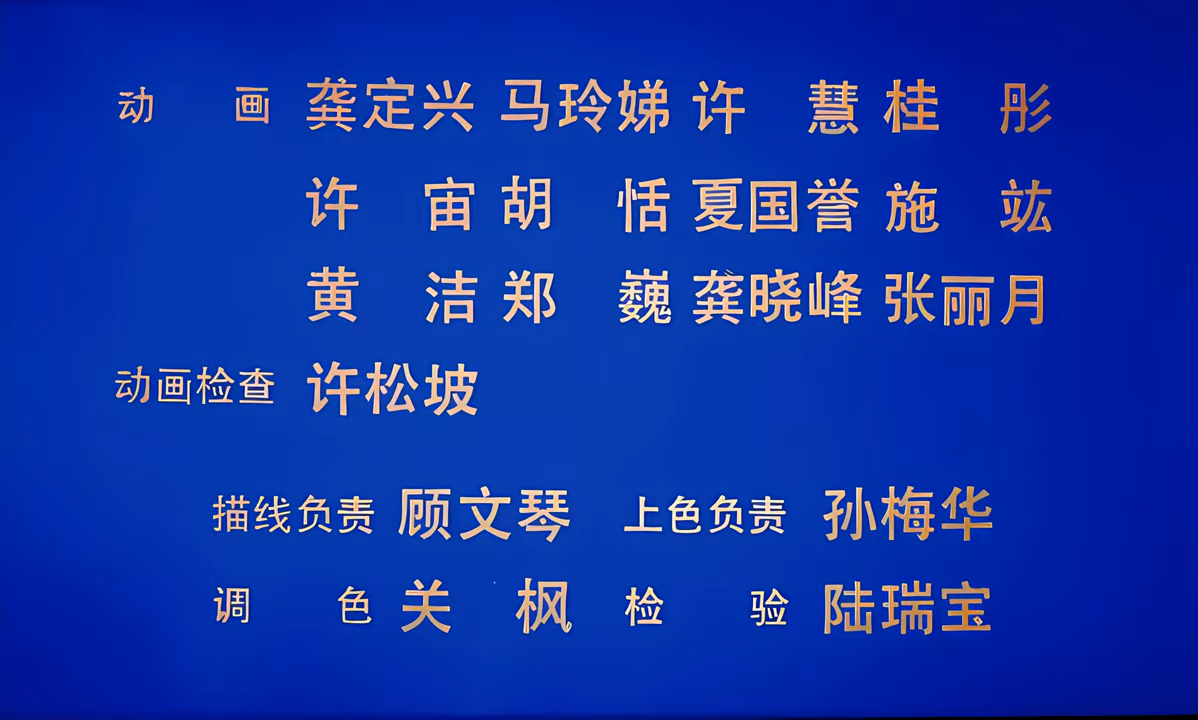 动 画 龚定兴 马玲娣 许 慧 桂 彤
许 宙 胡 恬 夏国誉 施 竑
黄 洁 郑 巍 龚晓峰 张丽月
动画检查 许松坡
描线负责 顾文琴 上色负责 孙梅华
调 色 关 枫 检 验 陆瑞宝